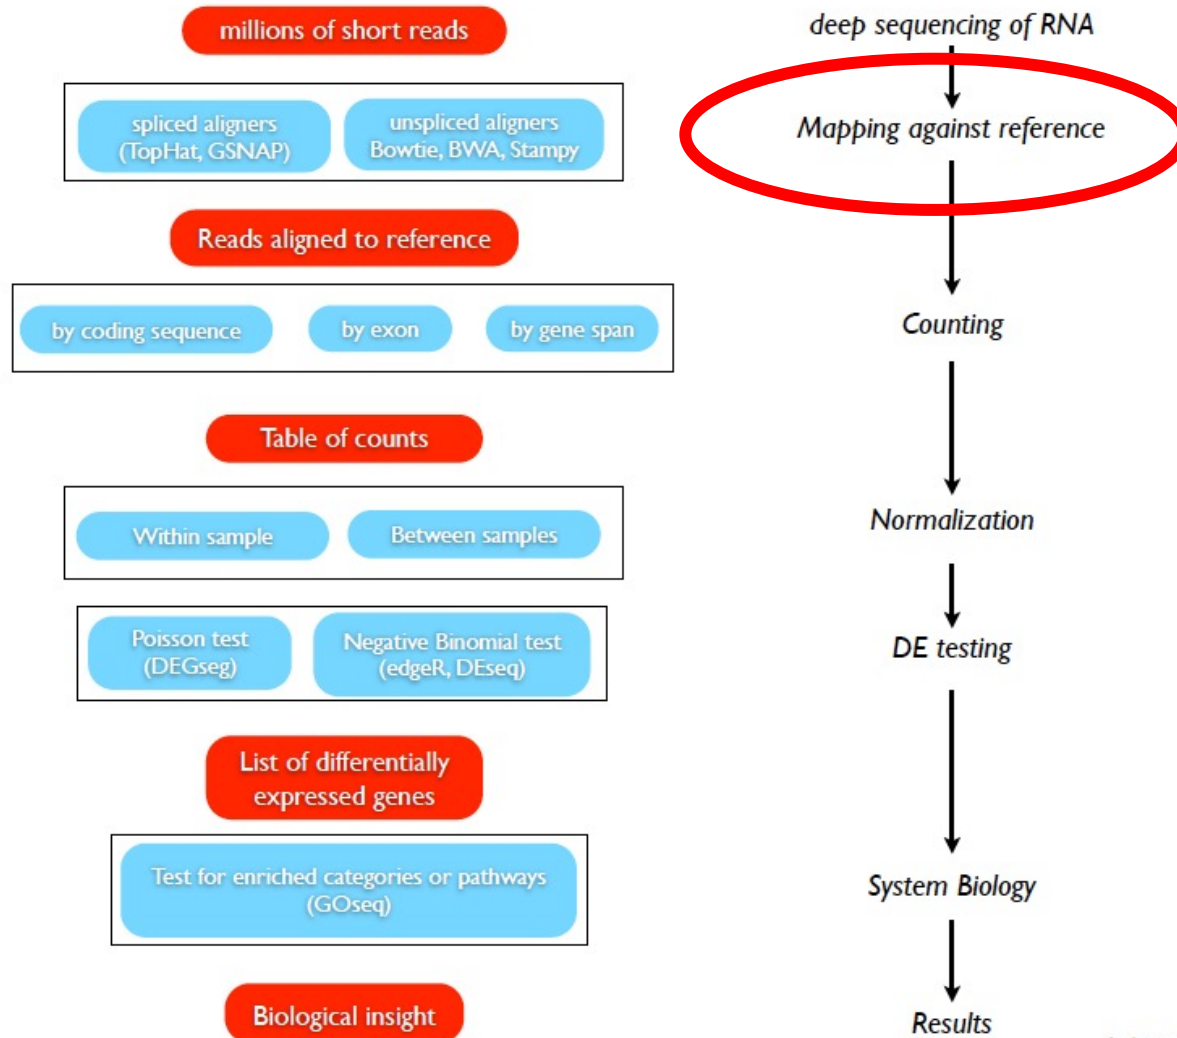 millions of short reads
deep sequencing of RNA
spliced aligners
(TopHat, GSNAP)
unspliced aligners
Bowtie, BWA, Stampy
Mapping against reference
Reads aligned to reference
by coding sequence
by exon
by gene span
Counting
Table of counts
Within sample
Between samples
Normalization
Poisson test
(DEGseg)
Negative Binomial test
(edgeR, DEseq)
DE testing
List of differentially
expressed genes
Test for enriched categories or pathways
(GOseq)
System Biology
Biological insight
Results